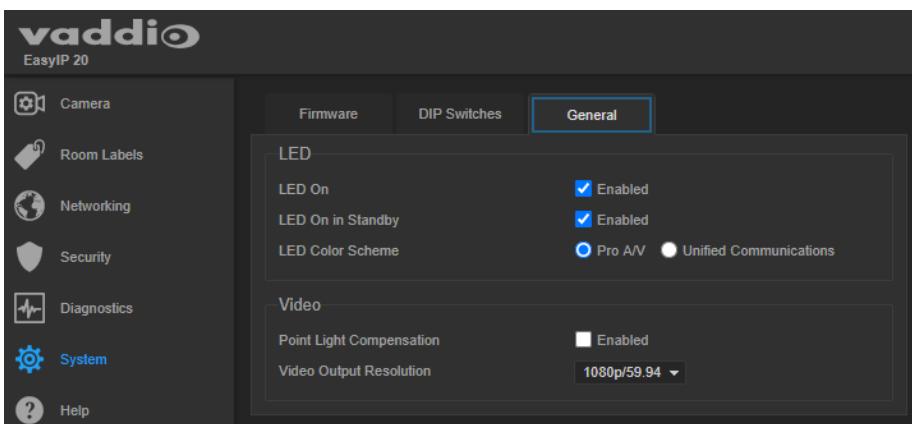 vaddio
EasyIP 20
Camera
Room Labels
Networking
Security
Diagnostics
System
Help
Firmware DIP Switches General
LED
LED On Enabled
LED On in Standby Enabled
LED Color Scheme Pro A/V Unified Communications
Video
Point Light Compensation Enabled
Video Output Resolution 1080p/59.94